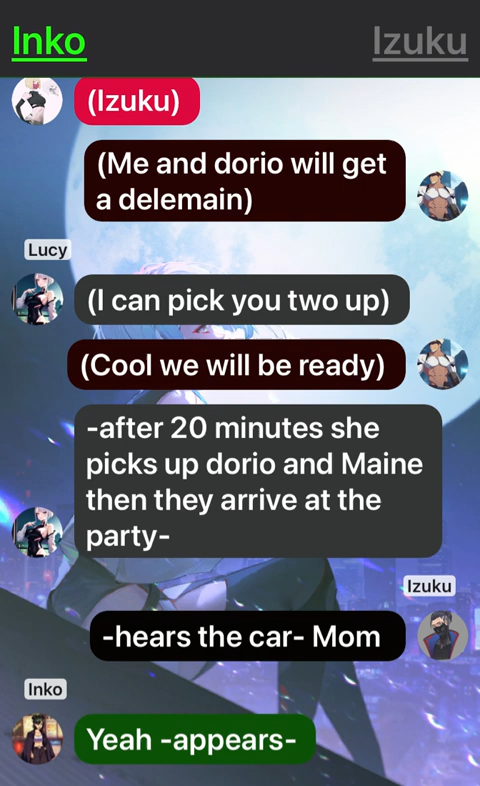 Inko
Izuku
(Izuku)
(Me and dorio will get
a delemain)
Lucy
(I can pick you two up)
(Cool we will be ready)
-after 20 minutes she
picks up dorio and Maine
then they arrive at the
party-
Izuku
-hears the car- Mom
Inko
Yeah -appears-